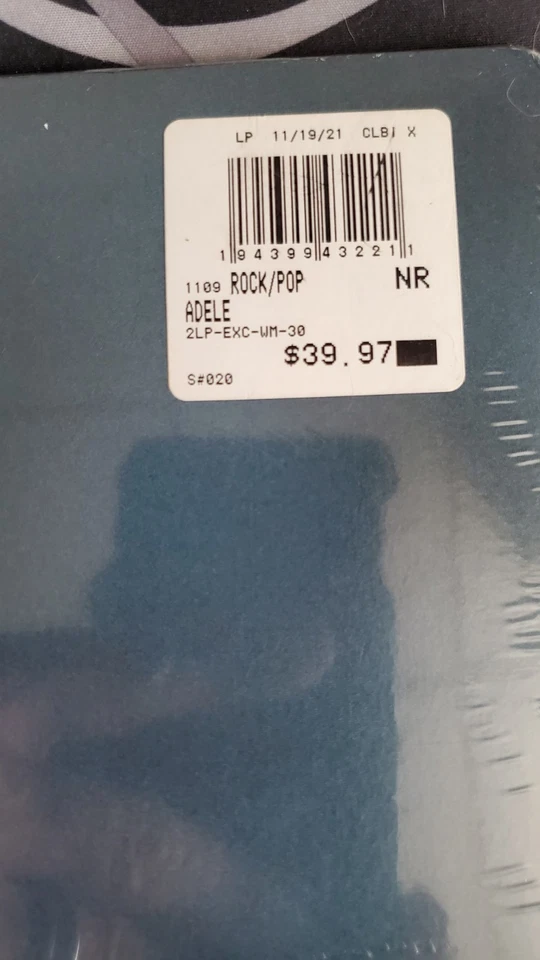 LP 11/19/21 CLB1 X
1 94399 43221 1
1109 ROCK/POP NR
ADELE
2LP-EXC-WM-30
$39.97
S#020